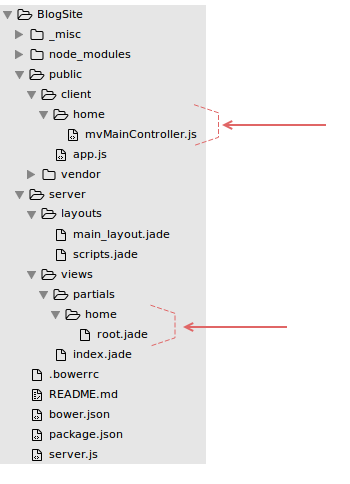 BlogSite
_misc
node_modules
public
client
home
mvMainController.js
app.js
vendor
server
layouts
main_layout.jade
scripts.jade
views
partials
home
root.jade
index.jade
.bowerrc
README.md
bower.json
package.json
server.js